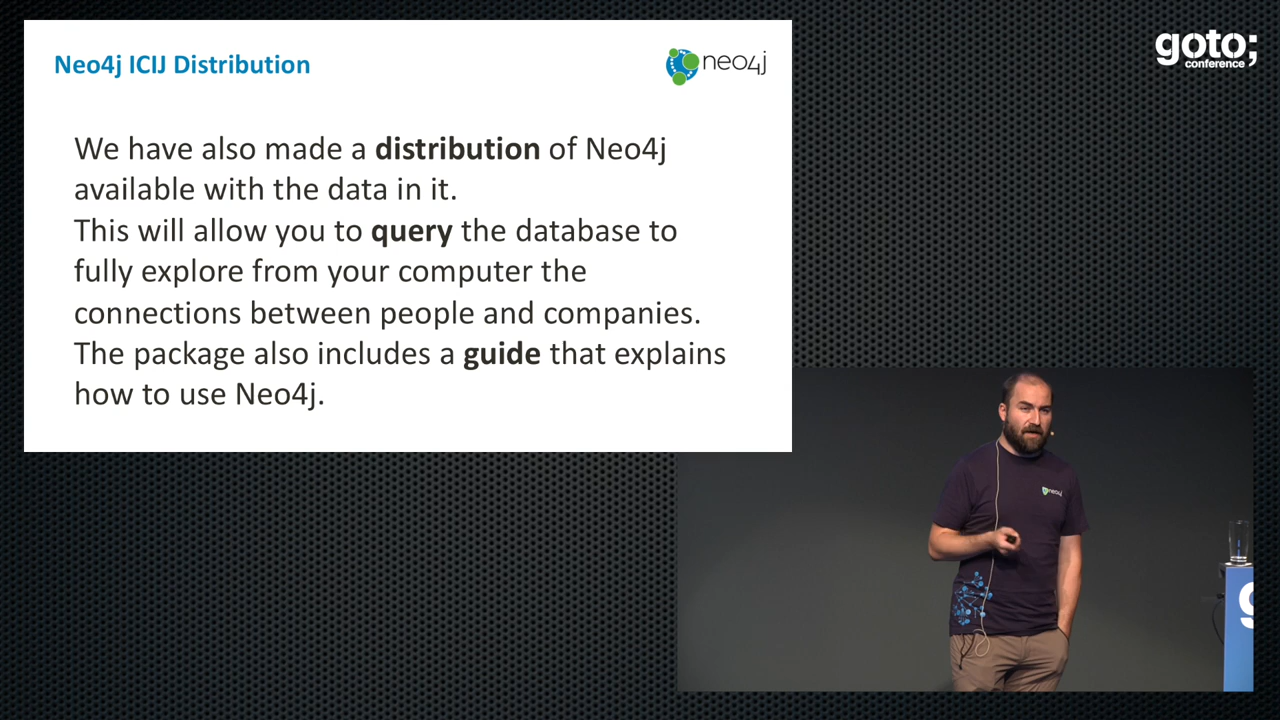 Neo4j ICIJ Distribution
neo4j
We have also made a distribution of Neo4j
available with the data in it.
This will allow you to query the database to
fully explore from your computer the
connections between people and companies.
The package also includes a guide that explains
how to use Neo4j.
goto;
conference
neo4j
g